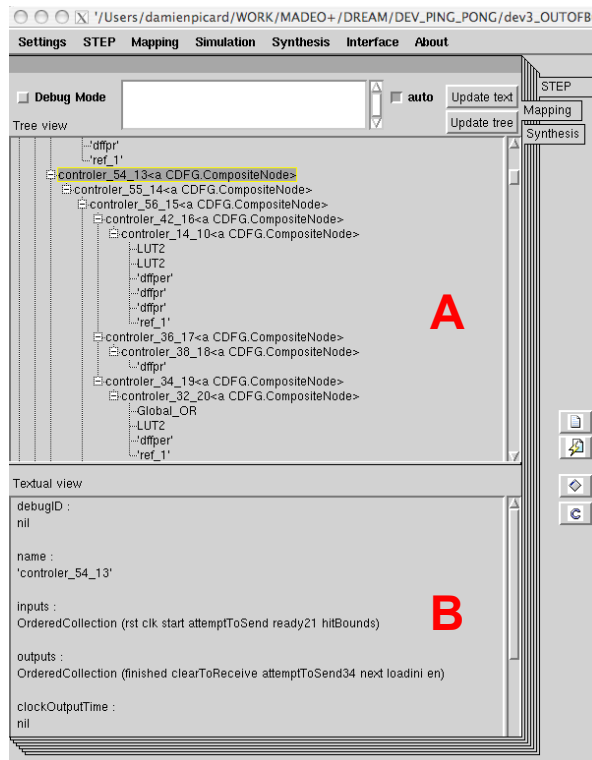 X '/Users/damienpicard/WORK/MADEO+/DREAM/DEV_PING_PONG/dev3_OUTOFB
Settings STEP Mapping Simulation Synthesis Interface About
STEP
Debug Mode auto Update text
Mapping
Tree view Update tree
Synthesis
'dffpr'
'ref_1'
controler_54_13<a CDFG.CompositeNode>
controler_55_14<a CDFG.CompositeNode>
controler_56_15<a CDFG.CompositeNode>
controler_42_16<a CDFG.CompositeNode>
controler_14_10<a CDFG.CompositeNode>
LUT2
LUT2
'dffper'
'dffpr'
'dffpr'
'ref_1'
A
controler_36_17<a CDFG.CompositeNode>
controler_38_18<a CDFG.CompositeNode>
'dffpr'
controler_34_19<a CDFG.CompositeNode>
controler_32_20<a CDFG.CompositeNode>
Global_OR
LUT2
'dffper'
'ref_1'
Textual view
debugID :
nil
name :
'controler_54_13'
inputs :
OrderedCollection (rst clk start attemptToSend ready21 hitBounds)
B
outputs :
OrderedCollection (finished clearToReceive attemptToSend34 next loadini en)
clockOutputTime :
nil
C